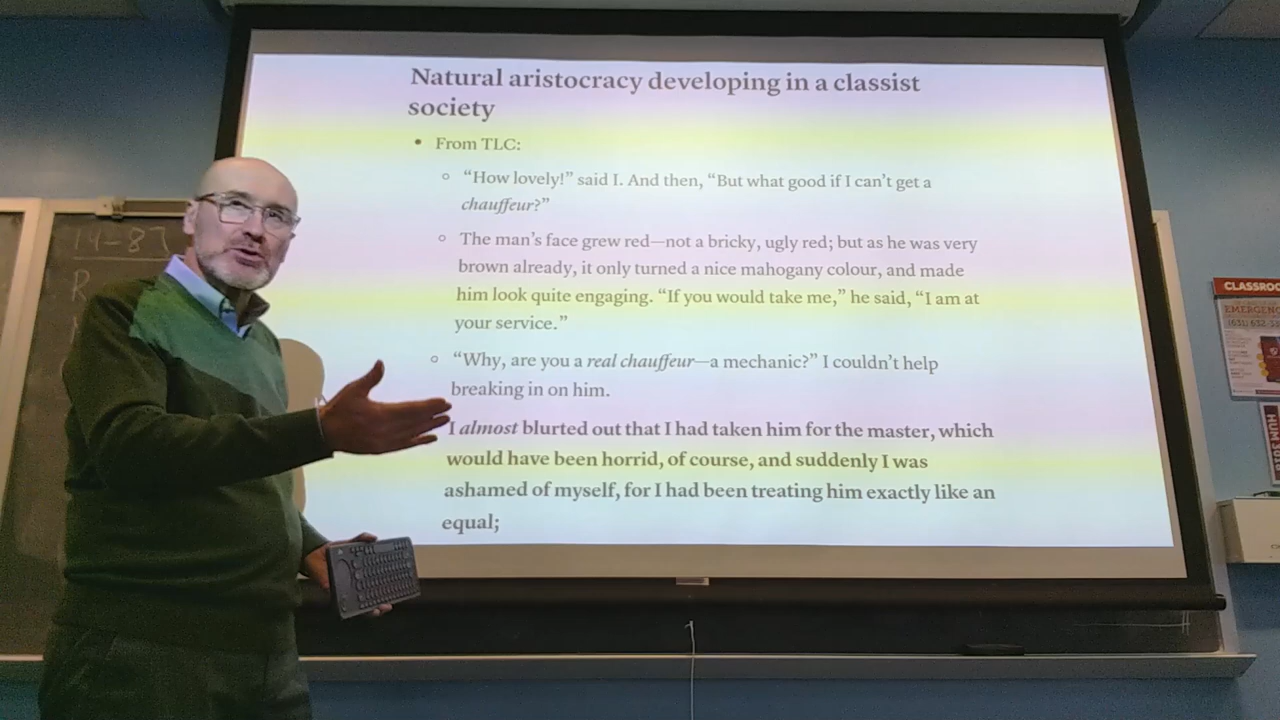 Natural aristocracy developing in a classist
society
• From TLC:
○ “How lovely!” said I. And then, “But what good if I can’t get a
chauffeur?”
○ The man’s face grew red—not a bricky, ugly red; but as he was very
brown already, it only turned a nice mahogany colour, and made
him look quite engaging. “If you would take me,” he said, “I am at
your service.”
○ “Why, are you a real chauffeur—a mechanic?” I couldn’t help
breaking in on him.
I almost blurted out that I had taken him for the master, which
would have been horrid, of course, and suddenly I was
ashamed of myself, for I had been treating him exactly like an
equal;
14-87
R
CLASSROO
EMERGENC
(631) 632-